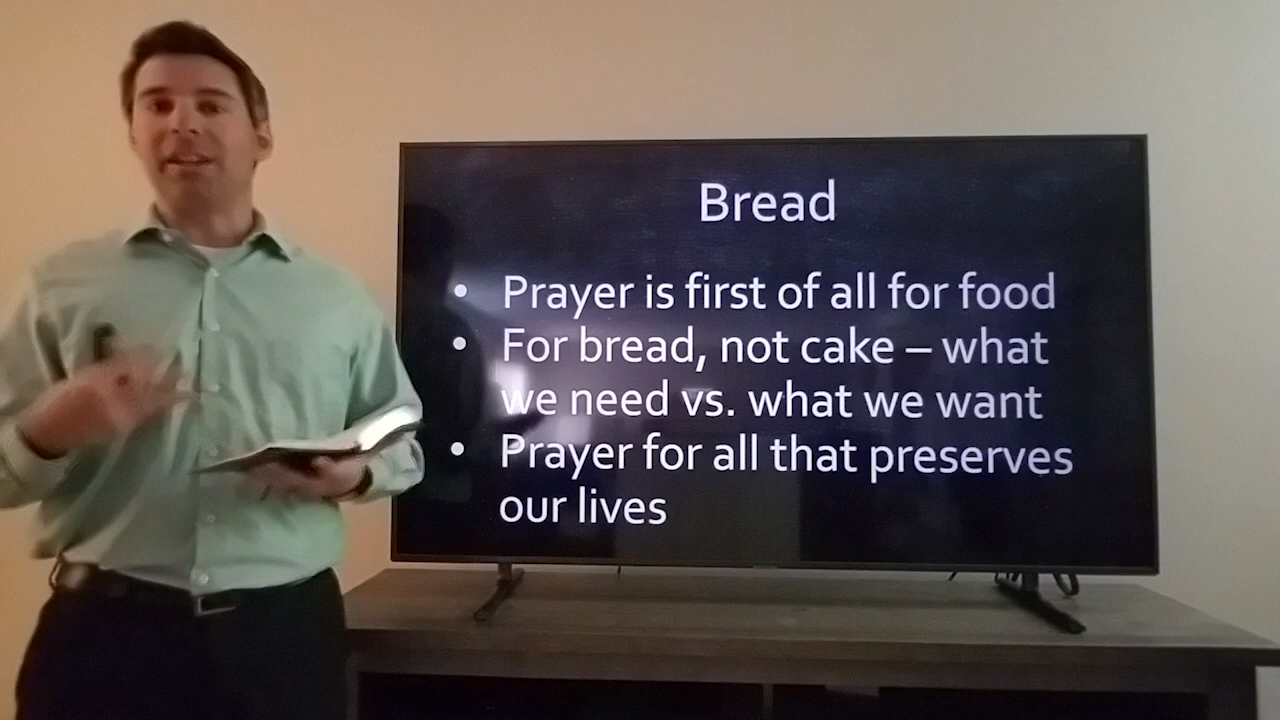 Bread
• Prayer is first of all for food
• For bread, not cake – what
we need vs. what we want
• Prayer for all that preserves
our lives